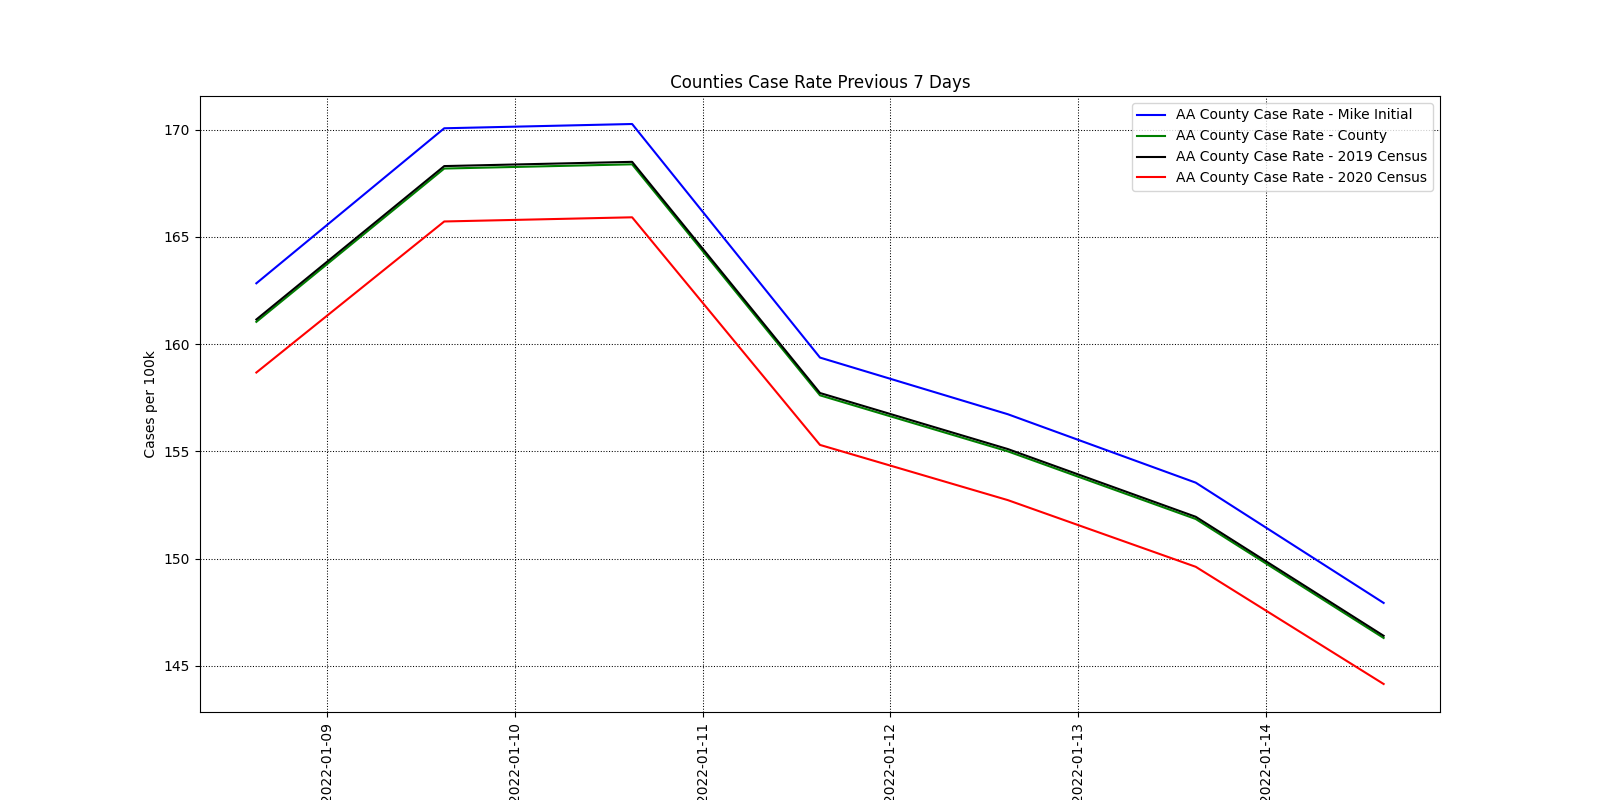 Counties Case Rate Previous 7 Days
AA County Case Rate - Mike Initial
AA County Case Rate - County
AA County Case Rate - 2019 Census
AA County Case Rate - 2020 Census
Cases per 100k
170
165
160
155
150
145
2022-01-09
2022-01-10
2022-01-11
2022-01-12
2022-01-13
2022-01-14